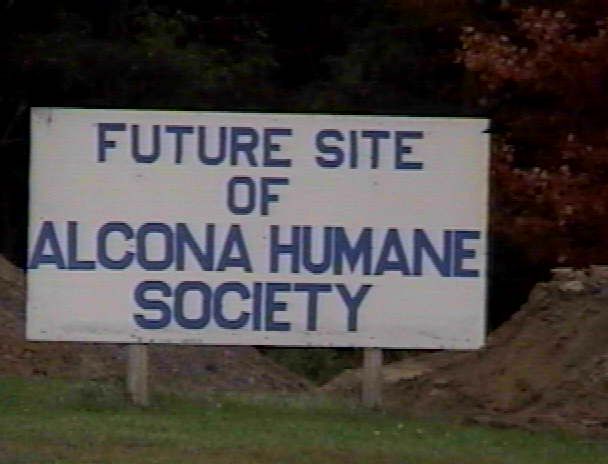 FUTURE SITE
OF
ALCONA HUMANE
SOCIETY